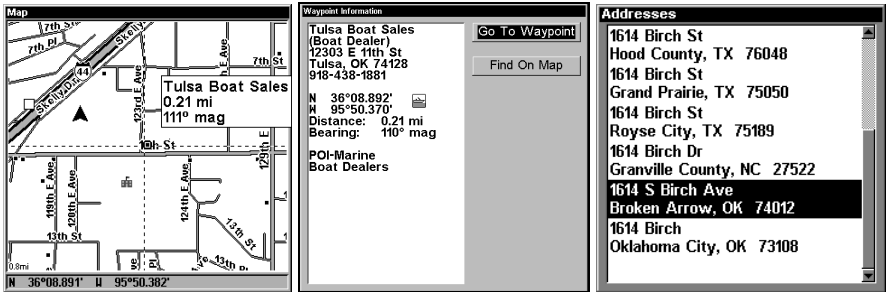 Map
7th St
7th Pl
Skelly
44
7th St
Skelly Dr
123rd E Ave
E Ave
Tulsa Boat Sales
0.21 mi
111º mag
h St
129th E
119th E Ave
120th E Ave
124th E Ave
13th St
13th St
13th
Pl
0.8mi
N 36º08.891' W 95º50.382'
Waypoint Information
Tulsa Boat Sales
(Boat Dealer)
12303 E 11th St
Tulsa, OK 74128
918-438-1881
N 36º08.892'
W 95º50.370'
Distance: 0.21 mi
Bearing: 110º mag
POI-Marine
Boat Dealers
Go To Waypoint
Find On Map
Addresses
1614 Birch St
Hood County, TX 76048
1614 Birch St
Grand Prairie, TX 75050
1614 Birch St
Royse City, TX 75189
1614 Birch Dr
Granville County, NC 27522
1614 S Birch Ave
Broken Arrow, OK 74012
1614 Birch
Oklahoma City, OK 73108